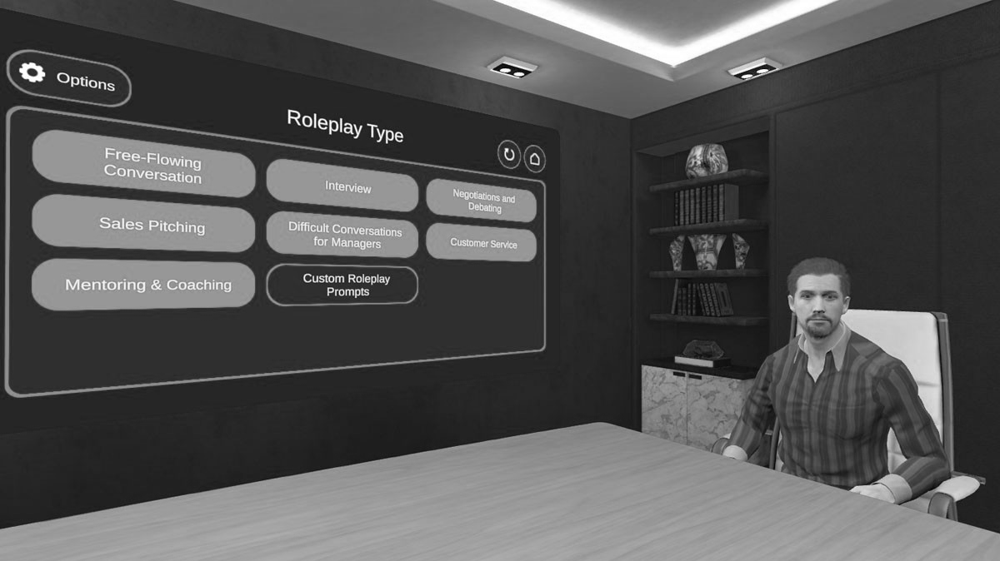 Options
Roleplay Type
Free-Flowing
Conversation
Interview
Negotiations and
Debating
Sales Pitching
Difficult Conversations
for Managers
Customer Service
Mentoring & Coaching
Custom Roleplay
Prompts